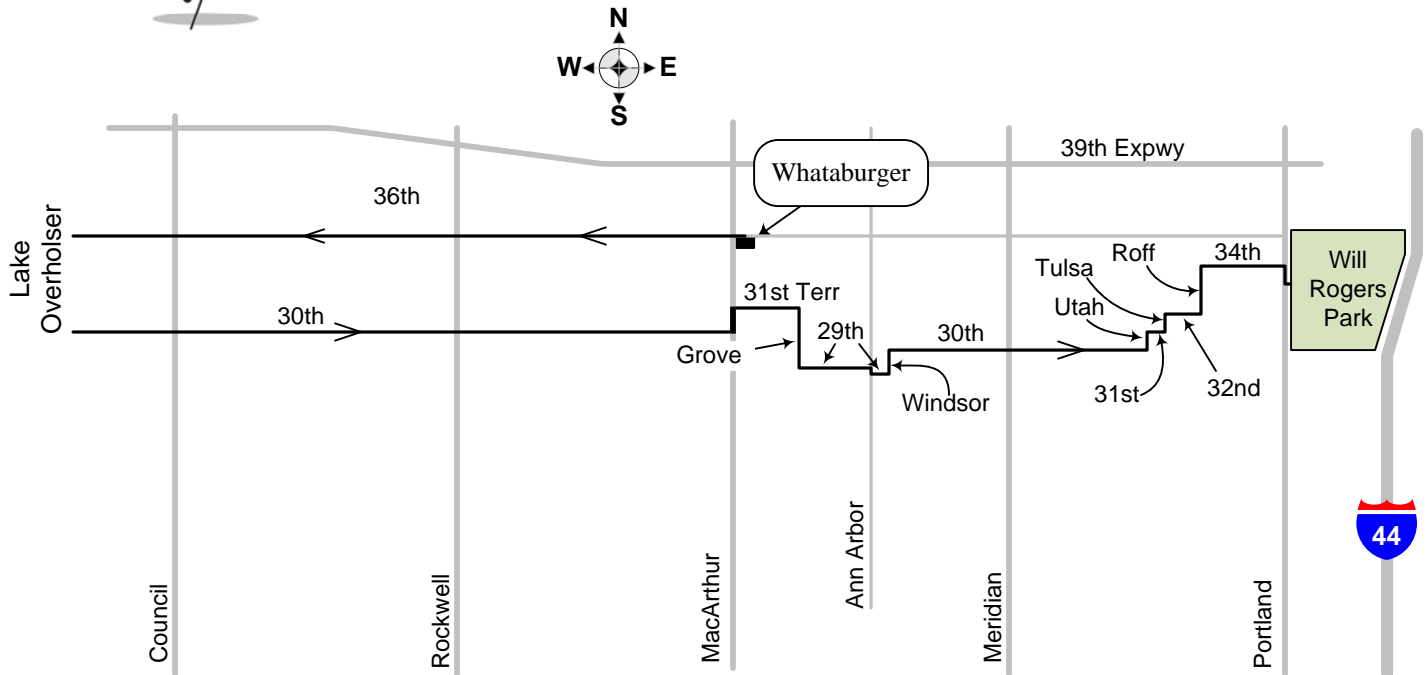 N
W
E
S
39th Expwy
Whataburger
36th
Lake
Overholser
Will
Rogers
Park
34th
Roff
Tulsa
Utah
31st Terr
30th
29th
30th
Grove
Windsor
31st
32nd
44
Council
Rockwell
MacArthur
Ann Arbor
Meridian
Portland